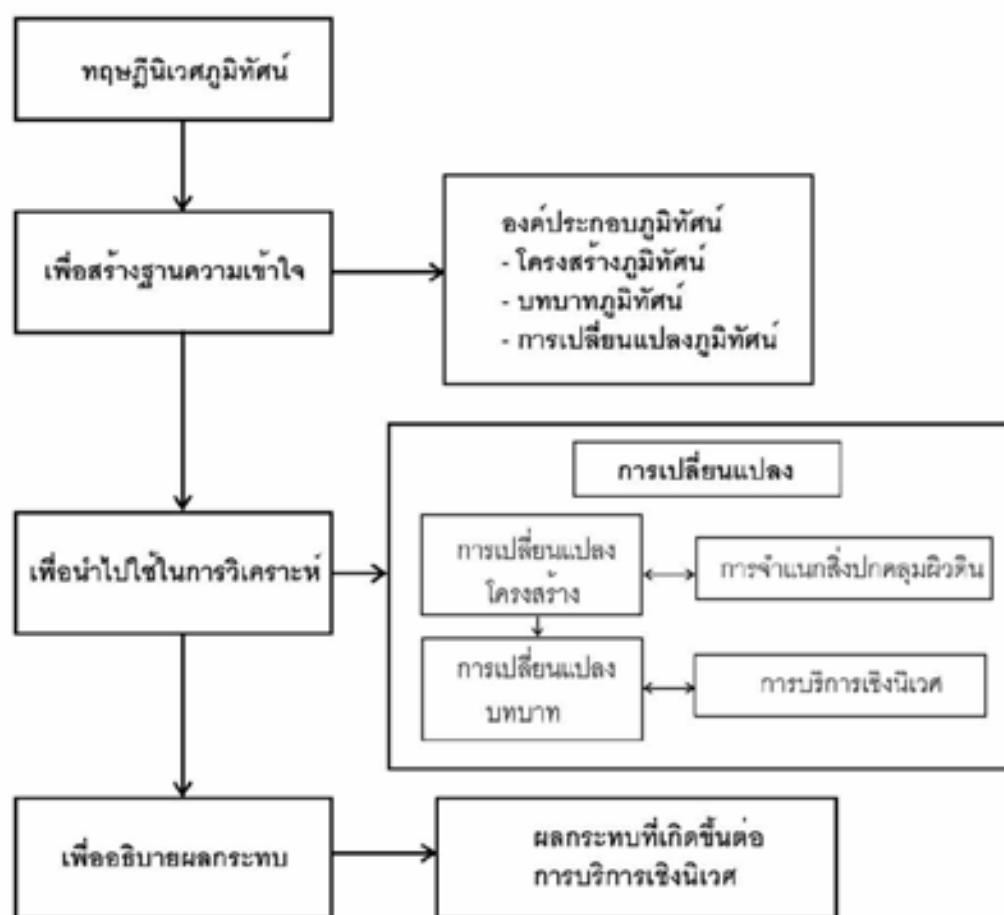 ทฤษฎีนิเวศภูมิทัศน์
เพื่อสร้างฐานความเข้าใจ
องค์ประกอบภูมิทัศน์
- โครงสร้างภูมิทัศน์
- บทบาทภูมิทัศน์
- การเปลี่ยนแปลงภูมิทัศน์
เพื่อนำไปใช้ในการวิเคราะห์
การเปลี่ยนแปลง
การเปลี่ยนแปลง
โครงสร้าง
การจำแนกสิ่งปกคลุมผิวดิน
การเปลี่ยนแปลง
บทบาท
การบริการเชิงนิเวศ
เพื่ออธิบายผลกระทบ
ผลกระทบที่เกิดขึ้นต่อ
การบริการเชิงนิเวศ